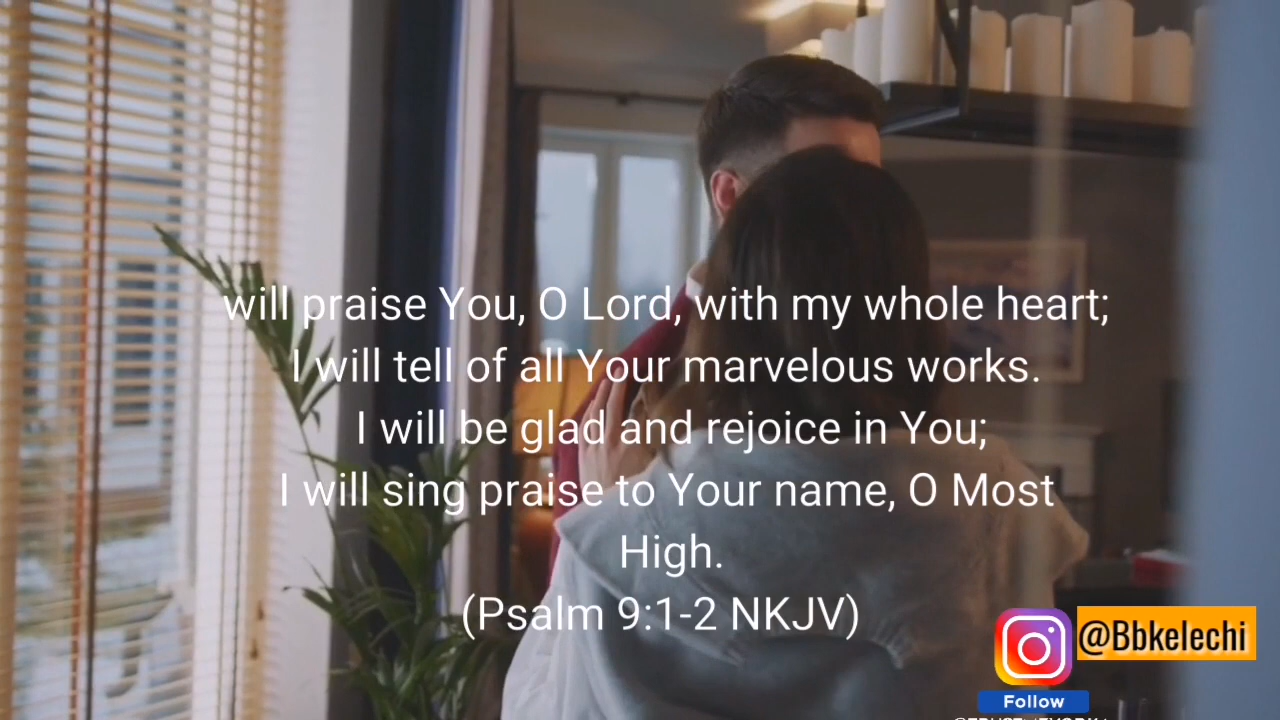 will praise You, O Lord, with my whole heart;
I will tell of all Your marvelous works.
I will be glad and rejoice in You;
I will sing praise to Your name, O Most
High.
(Psalm 9:1-2 NKJV)
@Bbkelechi
Follow